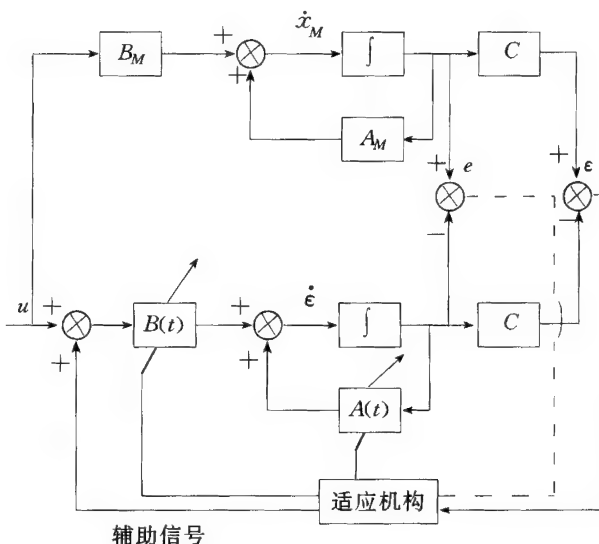 ẋ_M
B_M
+
+
∫
C
A_M
+
e
+
ε
−
−
u
+
+
B(t)
+
+
ε̇
∫
C
A(t)
适应机构
辅助信号